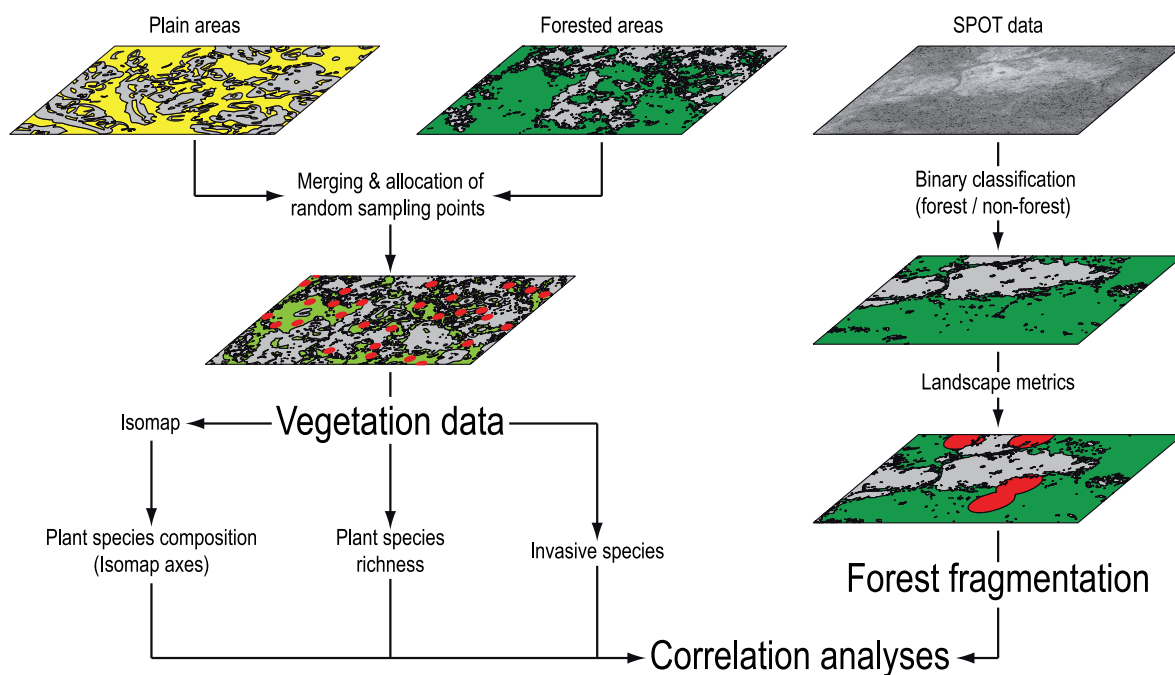 Plain areas
Forested areas
SPOT data
Merging & allocation of
random sampling points
Binary classification
(forest / non-forest)
Landscape metrics
Isomap
Vegetation data
Plant species composition
(Isomap axes)
Plant species
richness
Invasive species
Forest fragmentation
Correlation analyses